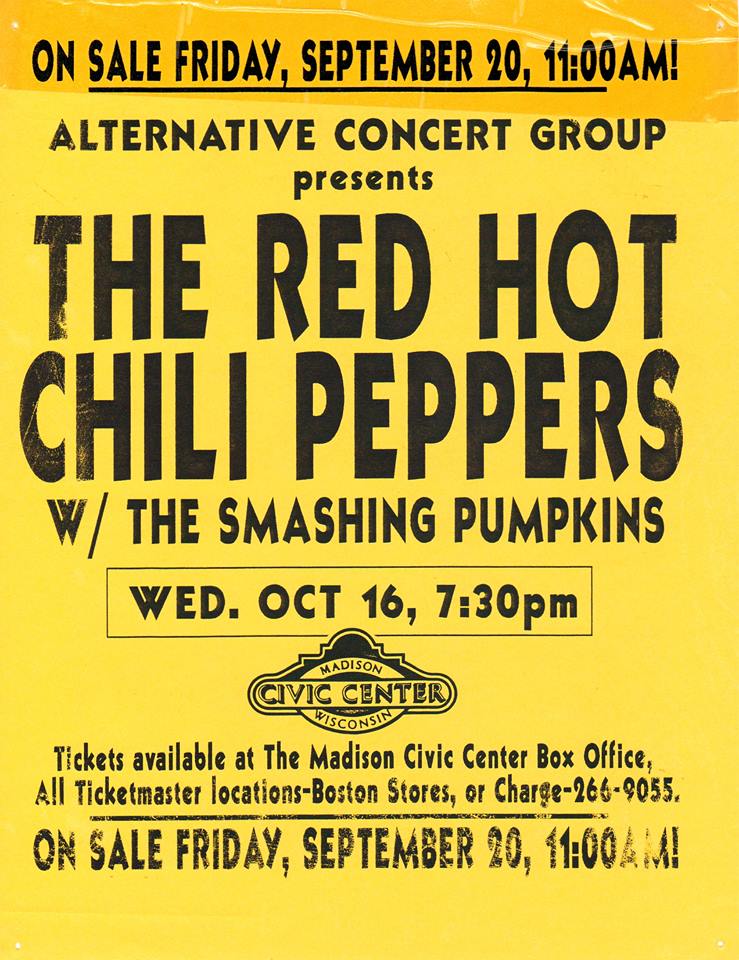 ON SALE FRIDAY, SEPTEMBER 20, 11:00AM!
ALTERNATIVE CONCERT GROUP
presents
THE RED HOT
CHILI PEPPERS
W/ THE SMASHING PUMPKINS
WED. OCT 16, 7:30pm
MADISON
CIVIC CENTER
WISCONSIN
Tickets available at The Madison Civic Center Box Office,
All Ticketmaster locations-Boston Stores, or Charge-266-9055.
ON SALE FRIDAY, SEPTEMBER 20, 11:00AM!